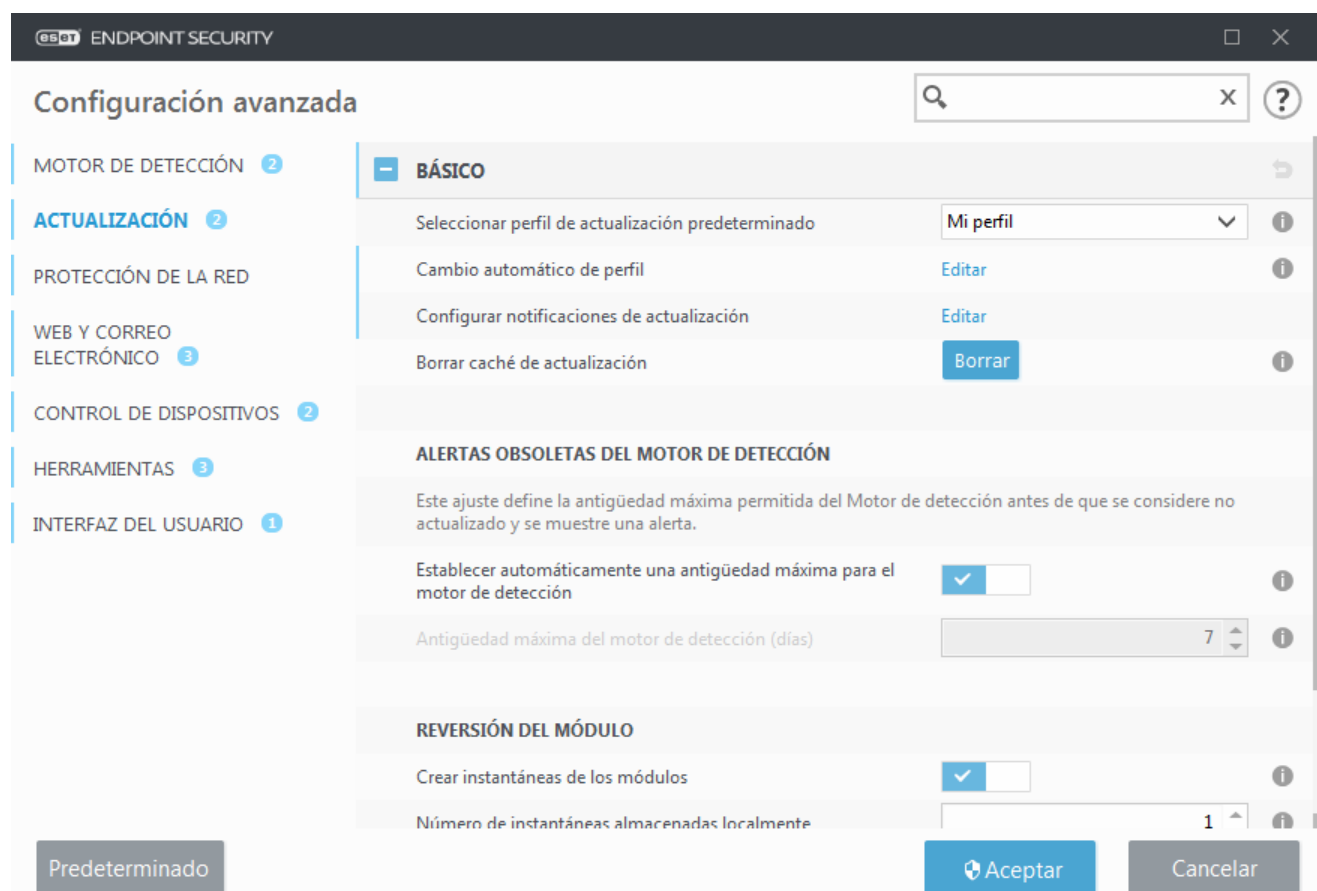 eset ENDPOINT SECURITY
Configuración avanzada
X
?
MOTOR DE DETECCIÓN 2
ACTUALIZACIÓN 2
PROTECCIÓN DE LA RED
WEB Y CORREO
ELECTRÓNICO 3
CONTROL DE DISPOSITIVOS 2
HERRAMIENTAS 3
INTERFAZ DEL USUARIO 1
BÁSICO
Seleccionar perfil de actualización predeterminado Mi perfil
Cambio automático de perfil Editar
Configurar notificaciones de actualización Editar
Borrar caché de actualización Borrar
ALERTAS OBSOLETAS DEL MOTOR DE DETECCIÓN
Este ajuste define la antigüedad máxima permitida del Motor de detección antes de que se considere no
actualizado y se muestre una alerta.
Establecer automáticamente una antigüedad máxima para el
motor de detección
Antigüedad máxima del motor de detección (días) 7
REVERSIÓN DEL MÓDULO
Crear instantáneas de los módulos
Número de instantáneas almacenadas localmente 1
Predeterminado Aceptar Cancelar